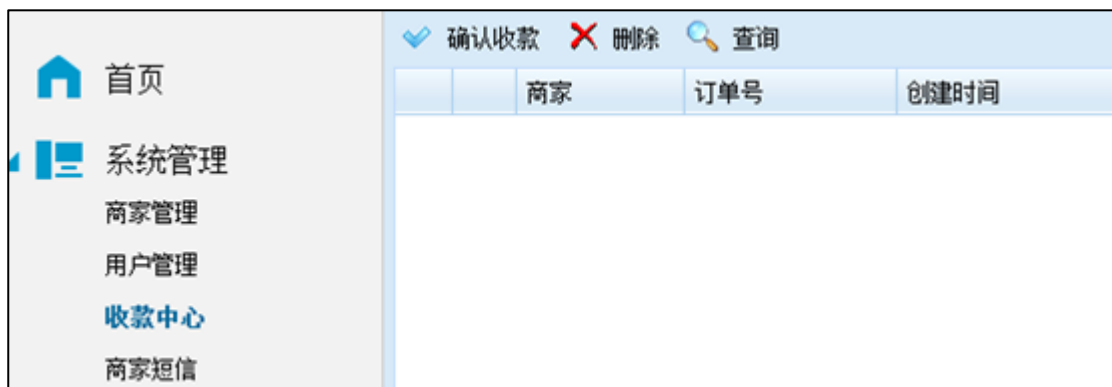 确认收款 删除 查询
商家 订单号 创建时间
首页
系统管理
商家管理
用户管理
收款中心
商家短信